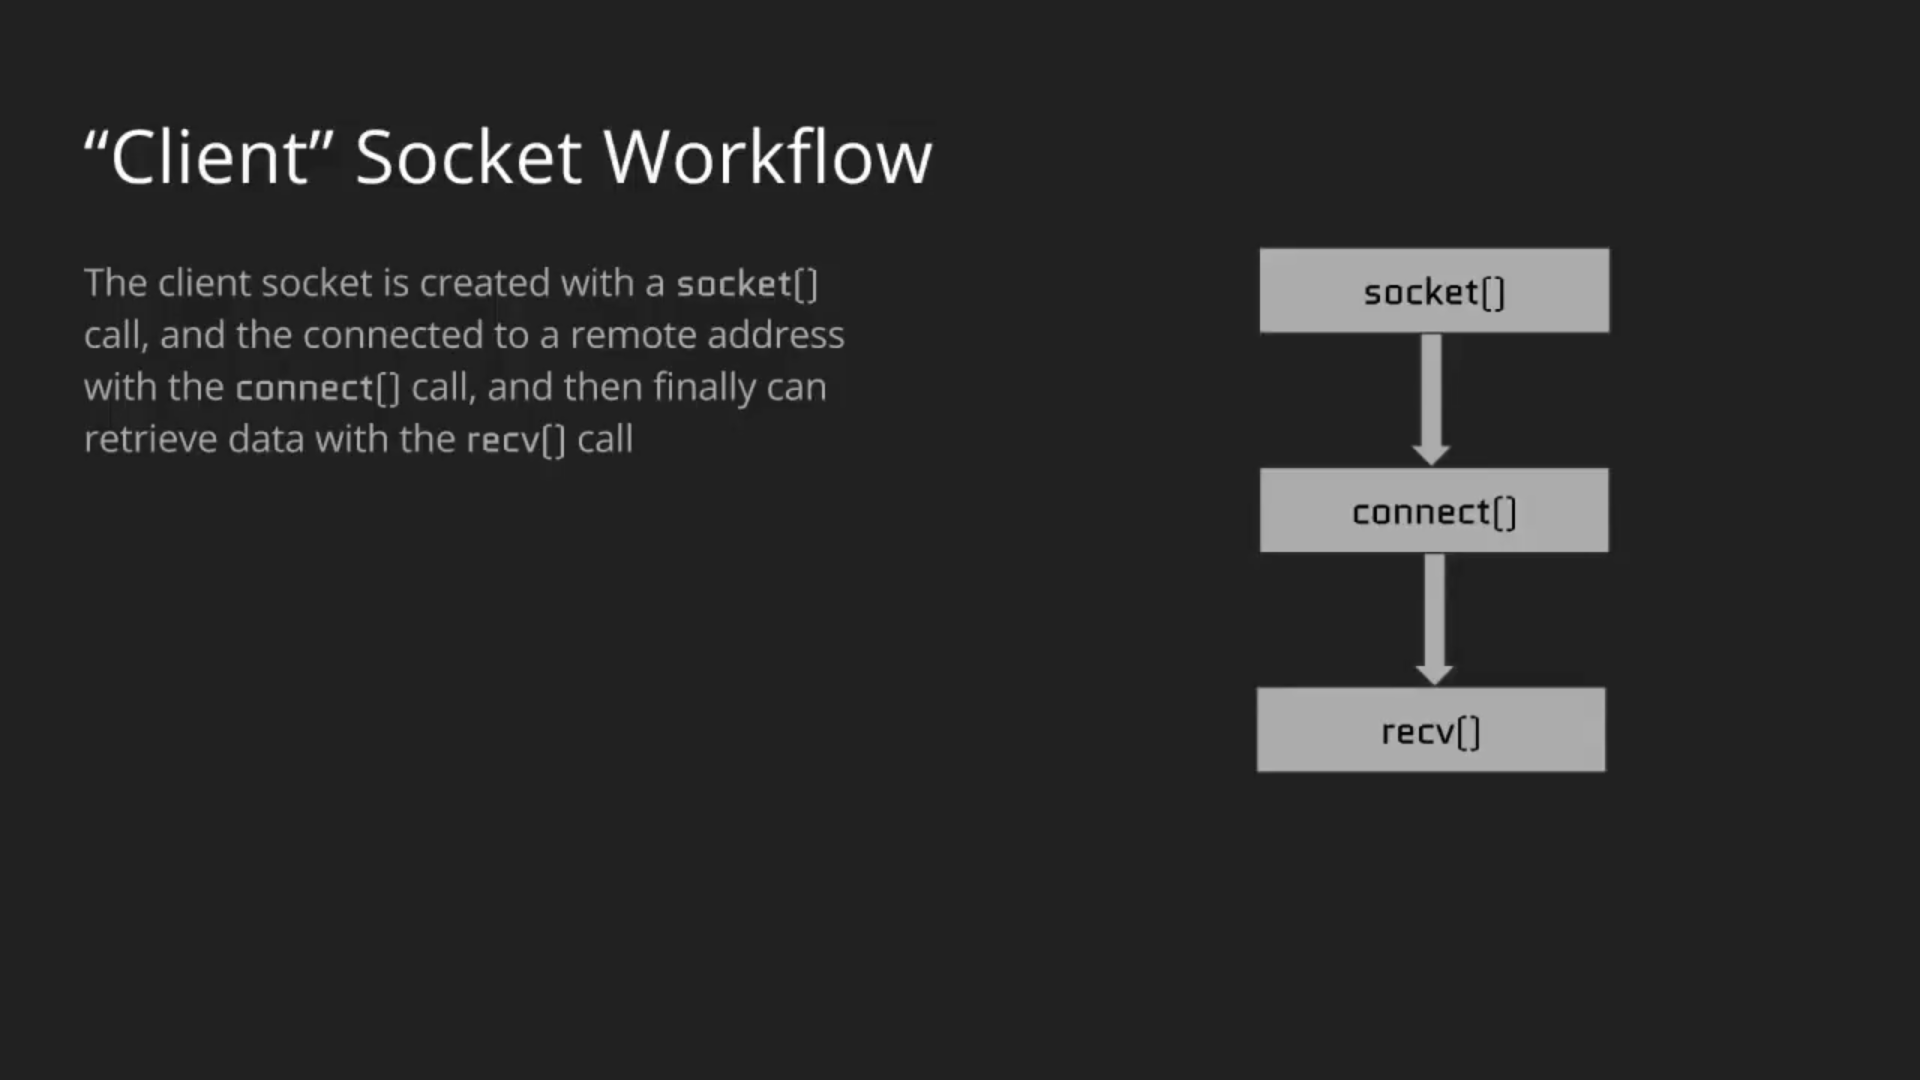 “Client” Socket Workflow
The client socket is created with a socket()
call, and the connected to a remote address
with the connect() call, and then finally can
retrieve data with the recv() call
socket()
connect()
recv()